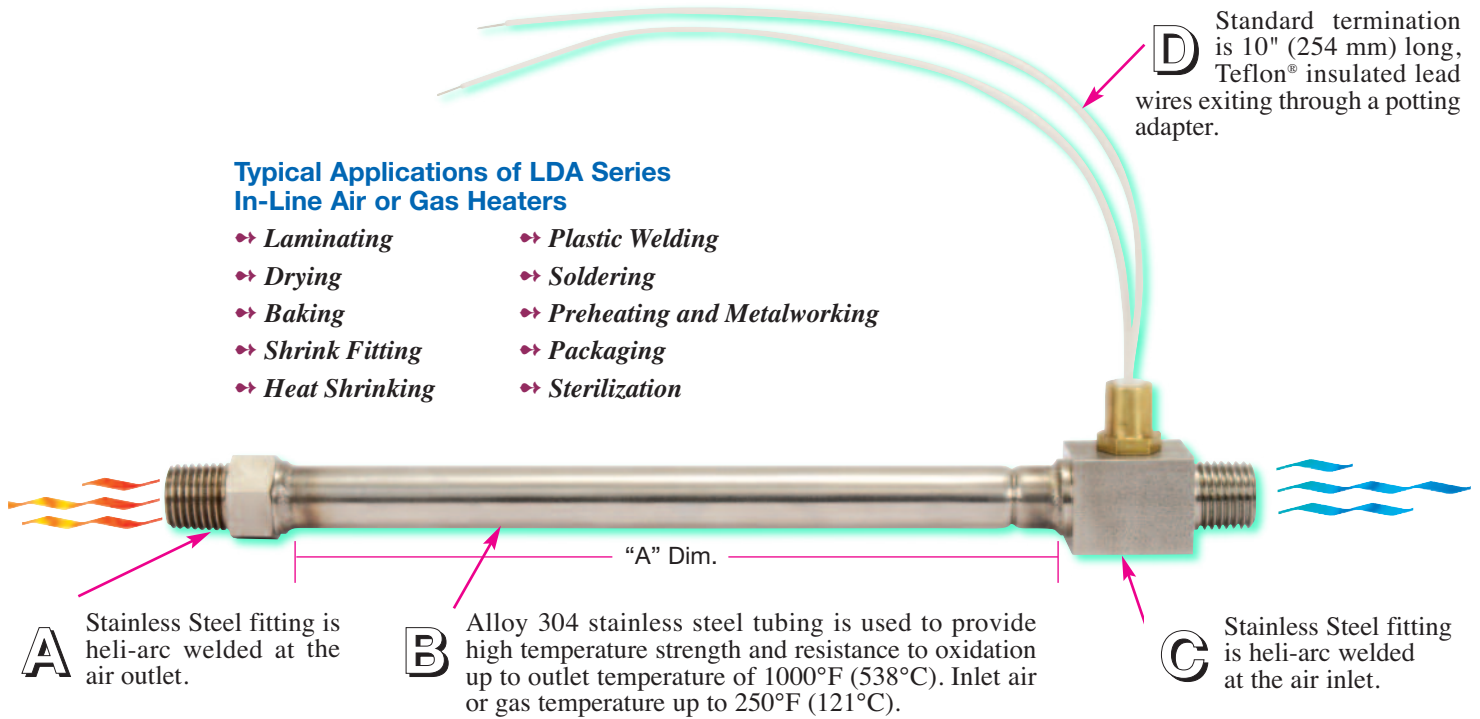 D
Standard termination
is 10" (254 mm) long,
Teflon® insulated lead
wires exiting through a potting
adapter.
Typical Applications of LDA Series
In-Line Air or Gas Heaters
Laminating
Drying
Baking
Shrink Fitting
Heat Shrinking
Plastic Welding
Soldering
Preheating and Metalworking
Packaging
Sterilization
“A” Dim.
A
Stainless Steel fitting is
heli-arc welded at the
air outlet.
B
Alloy 304 stainless steel tubing is used to provide
high temperature strength and resistance to oxidation
up to outlet temperature of 1000°F (538°C). Inlet air
or gas temperature up to 250°F (121°C).
C
Stainless Steel fitting
is heli-arc welded
at the air inlet.